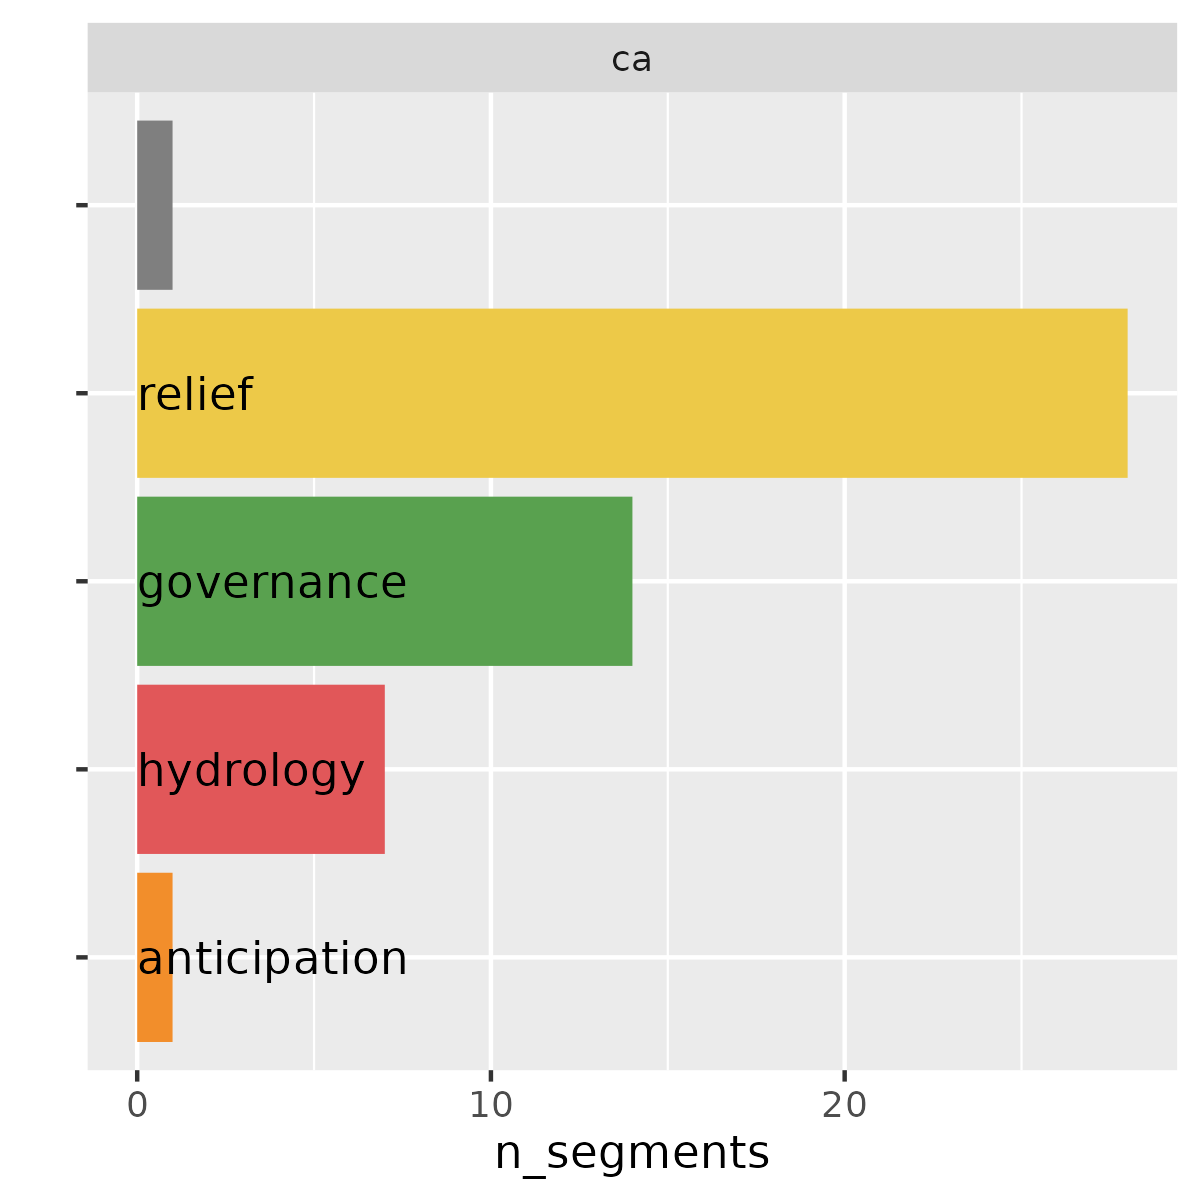 ca
relief
governance
hydrology
anticipation
0 10 20
n_segments